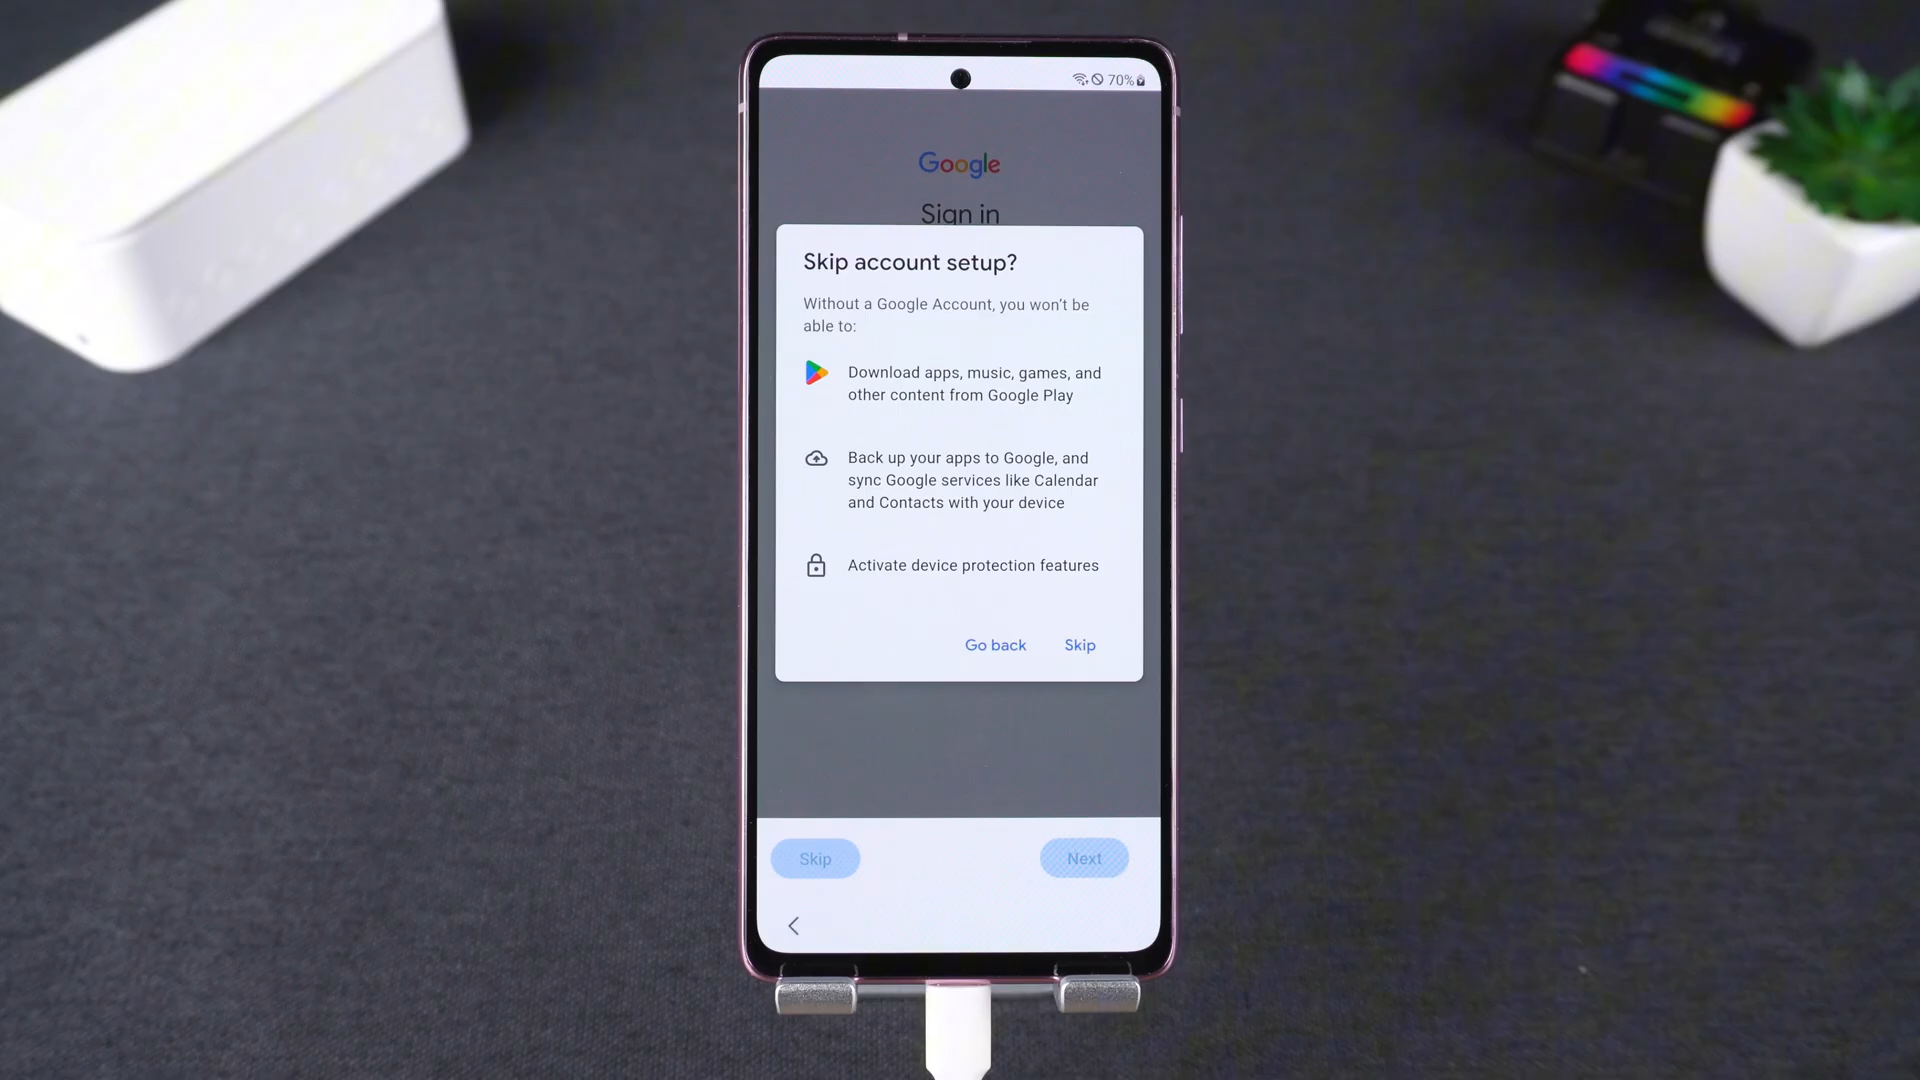 70%
Google
Sign in
Skip account setup?
Without a Google Account, you won't be
able to:
Download apps, music, games, and
other content from Google Play
Back up your apps to Google, and
sync Google services like Calendar
and Contacts with your device
Activate device protection features
Go back Skip
Skip Next